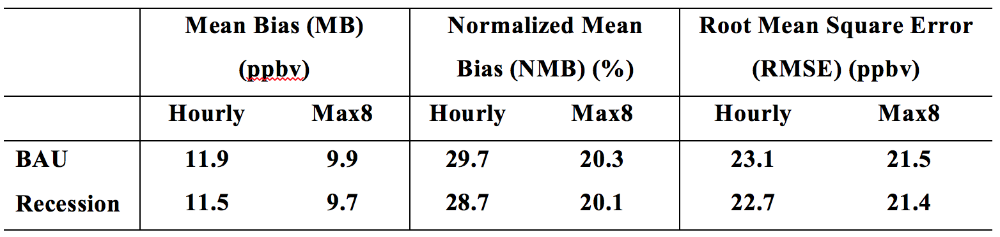 Mean Bias (MB) Normalized Mean Root Mean Square Error
(ppbv) Bias (NMB) (%) (RMSE) (ppbv)
Hourly Max8 Hourly Max8 Hourly Max8
BAU 11.9 9.9 29.7 20.3 23.1 21.5
Recession 11.5 9.7 28.7 20.1 22.7 21.4